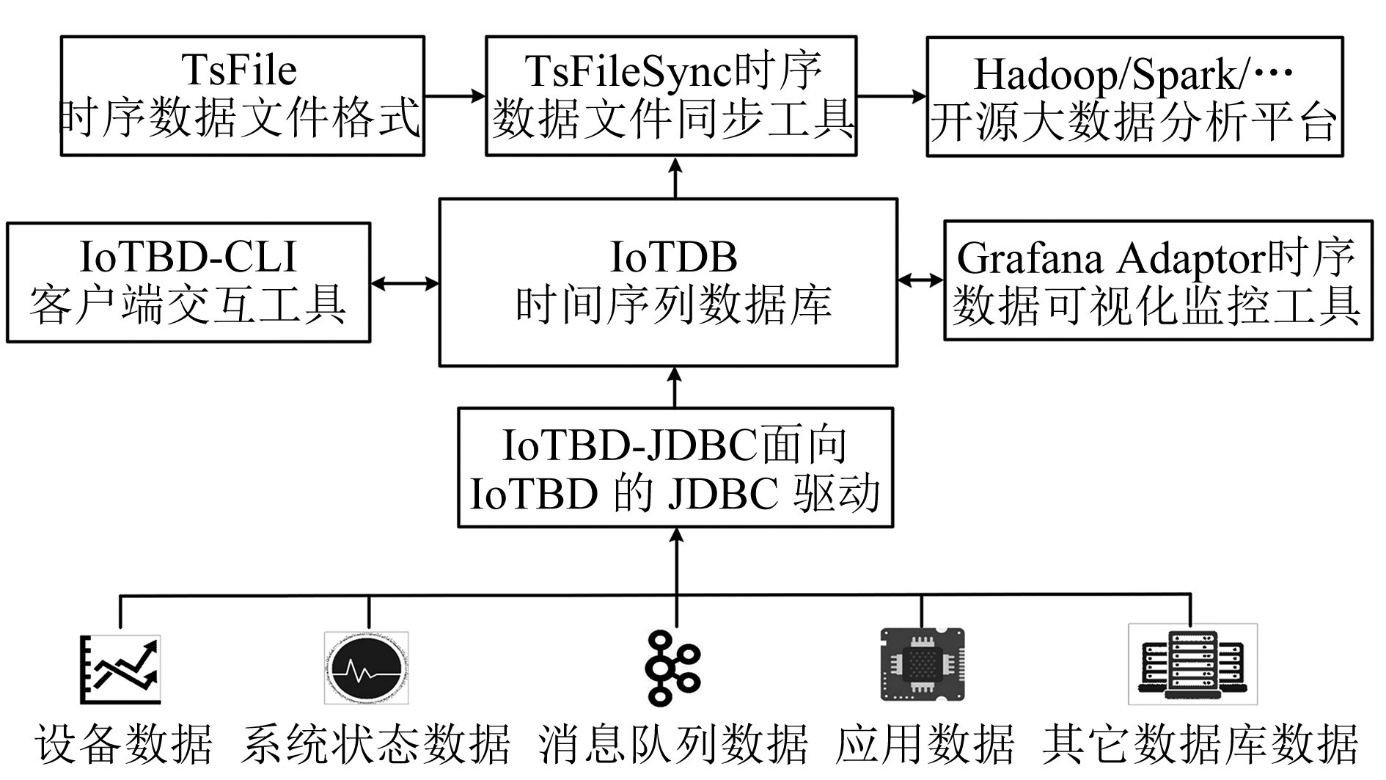 TsFile
时序数据文件格式
TsFileSync时序
数据文件同步工具
Hadoop/Spark/…
开源大数据分析平台
IoTBD-CLI
客户端交互工具
IoTDB
时间序列数据库
Grafana Adaptor时序
数据可视化监控工具
IoTBD-JDBC面向
IoTBD 的 JDBC 驱动
设备数据
系统状态数据
消息队列数据
应用数据
其它数据库数据